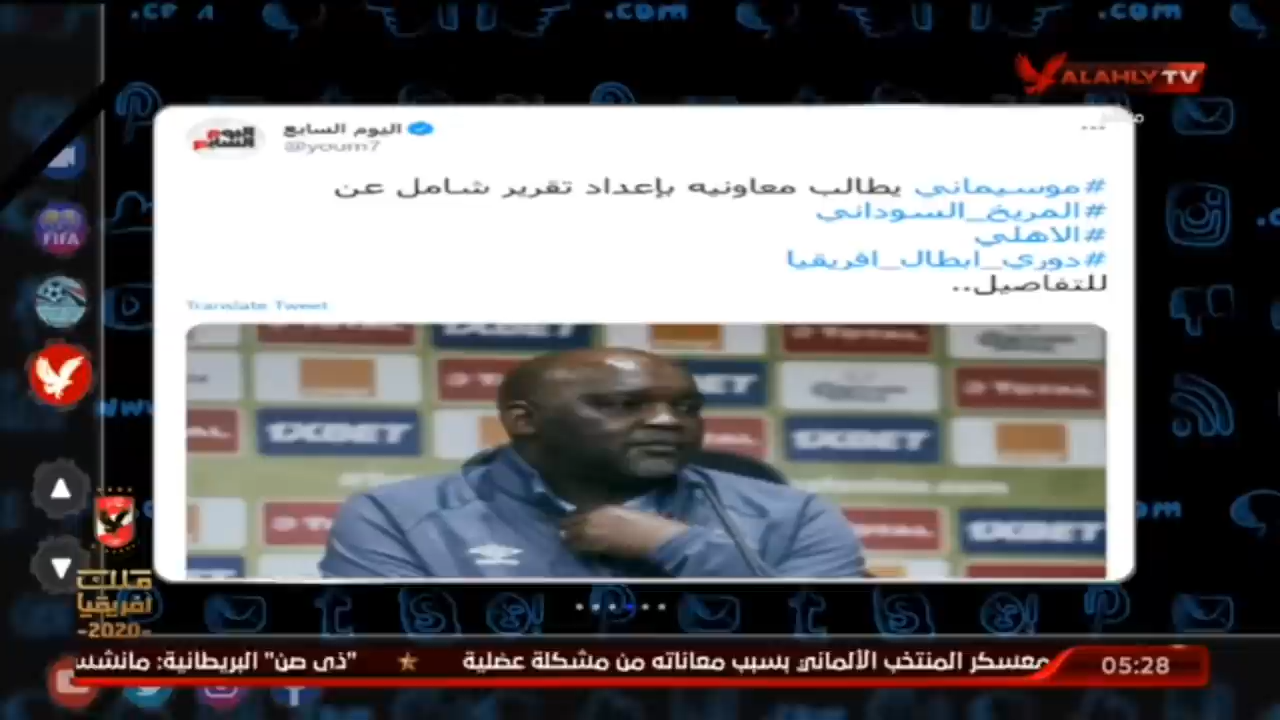 ALAHLY TV
اليوم السابع
@youm7
#موسيماني يطالب معاونيه بإعداد تقرير شامل عن
#المريخ_السوداني
#الاهلي
#دوري_ابطال_افريقيا
للتفاصيل..
Translate Tweet
FIFA
1XBET
TOTAL
1XBET
ملك
افريقيا
-2020-
معسكر المنتخب الألماني بسبب معاناته من مشكلة عضلية
"ذى صن" البريطانية: مانشس
05:28